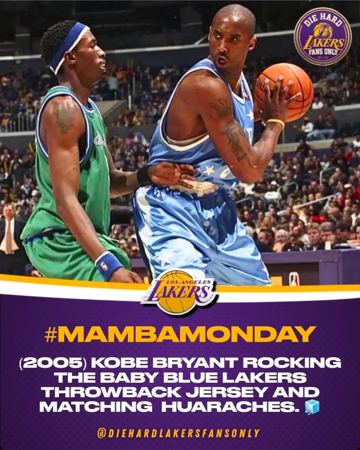 DIE HARD
LAKERS
FANS ONLY
LOS ANGELES
LAKERS
#MAMBAMONDAY
(2005) KOBE BRYANT ROCKING
THE BABY BLUE LAKERS
THROWBACK JERSEY AND
MATCHING HUARACHES.
@DIEHARDLAKERSFANSONLY